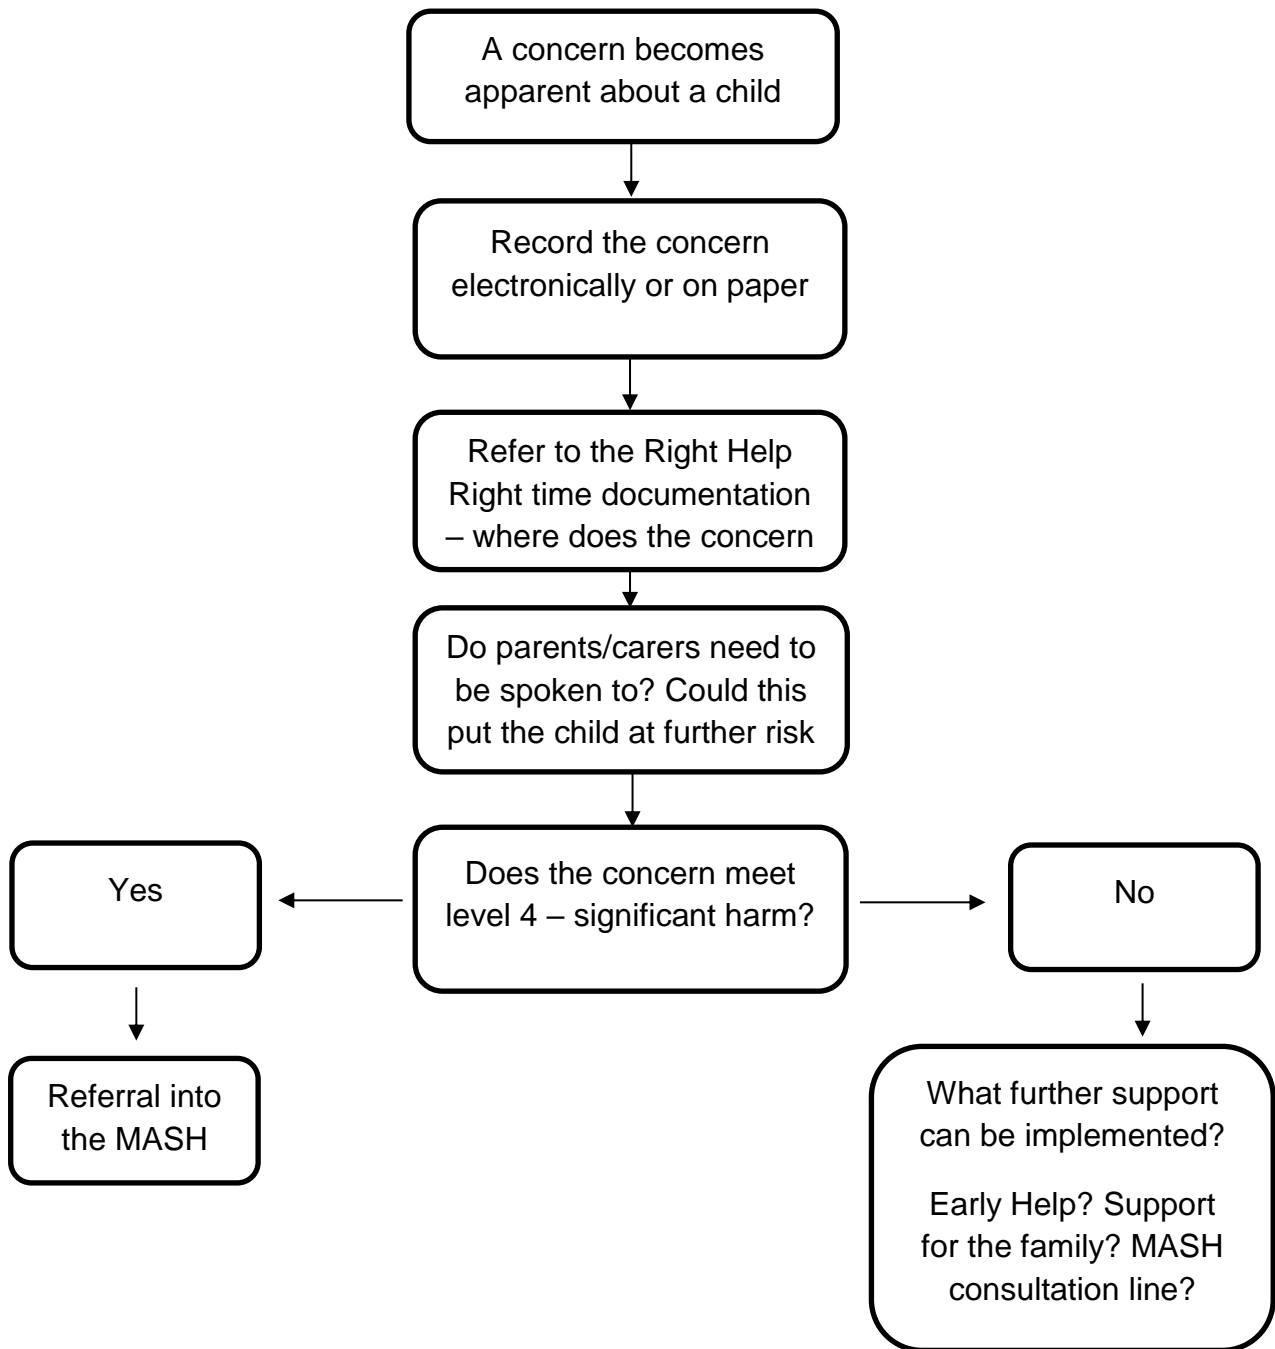 A concern becomes
apparent about a child
Record the concern
electronically or on paper
Refer to the Right Help
Right time documentation
– where does the concern
Do parents/carers need to
be spoken to? Could this
put the child at further risk
Does the concern meet
level 4 – significant harm?
Yes
No
Referral into
the MASH
What further support
can be implemented?
Early Help? Support
for the family? MASH
consultation line?